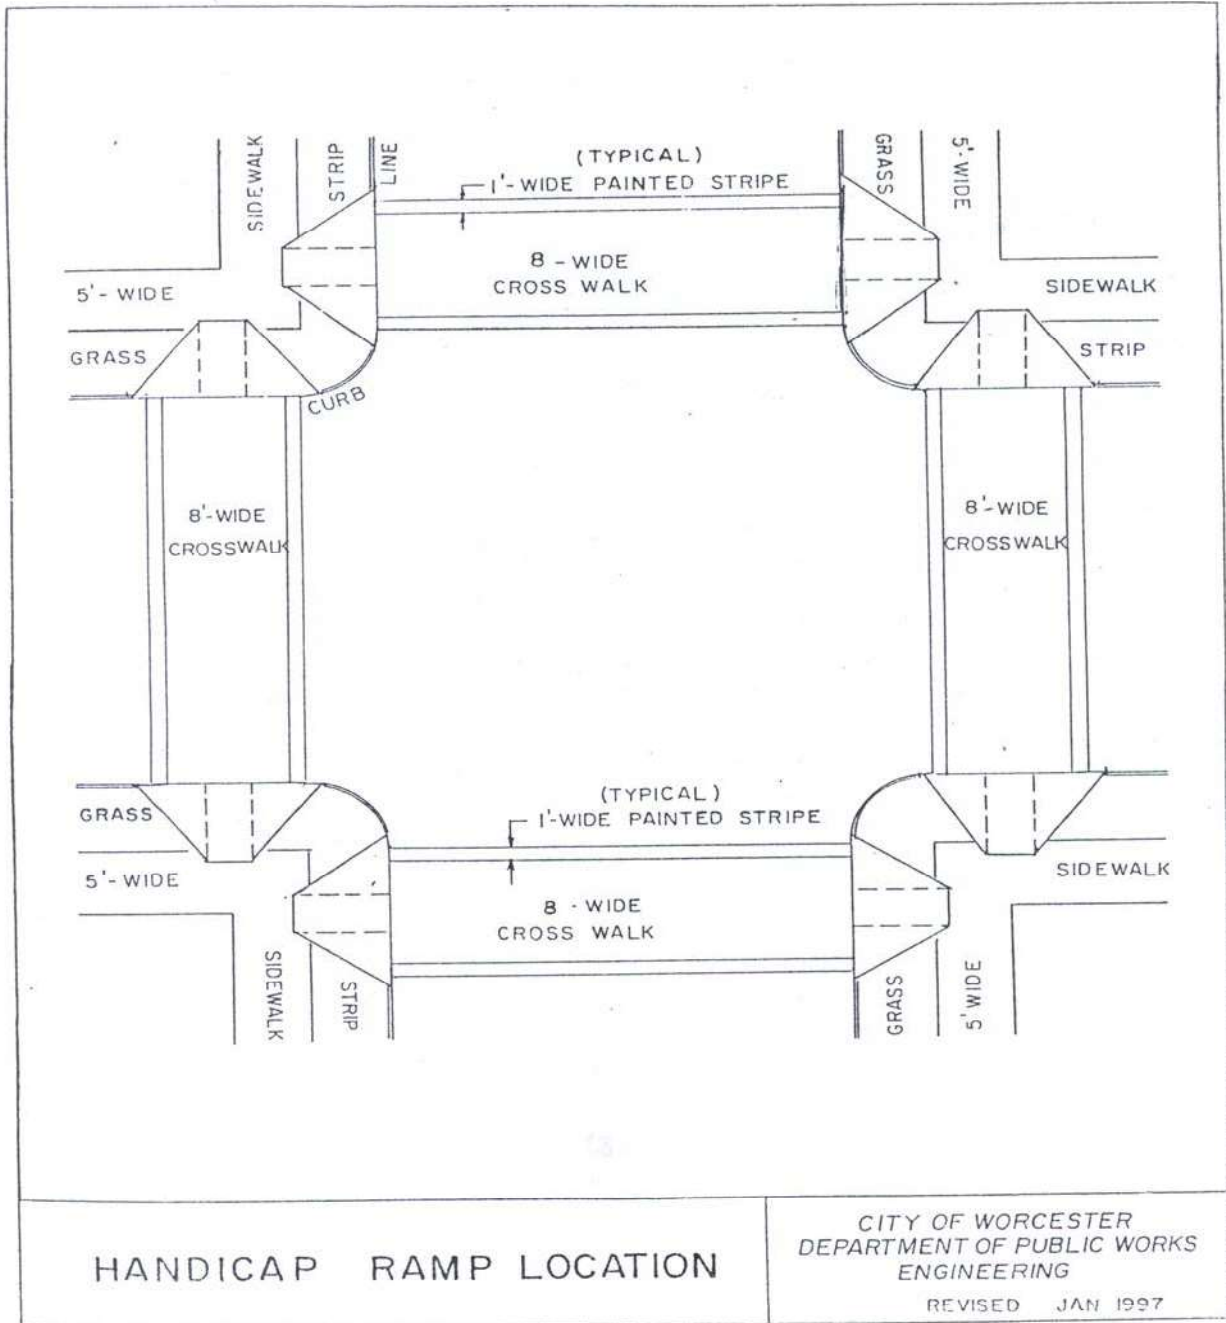 SIDEWALK
STRIP
LINE
(TYPICAL)
1'-WIDE PAINTED STRIPE
GRASS
5'-WIDE
8-WIDE
CROSS WALK
5'-WIDE
SIDEWALK
GRASS
STRIP
CURB
8'-WIDE
CROSSWALK
8'-WIDE
CROSSWALK
(TYPICAL)
1'-WIDE PAINTED STRIPE
GRASS
5'-WIDE
SIDEWALK
8-WIDE
CROSS WALK
SIDEWALK
STRIP
GRASS
5'WIDE
HANDICAP RAMP LOCATION
CITY OF WORCESTER
DEPARTMENT OF PUBLIC WORKS
ENGINEERING
REVISED JAN 1997